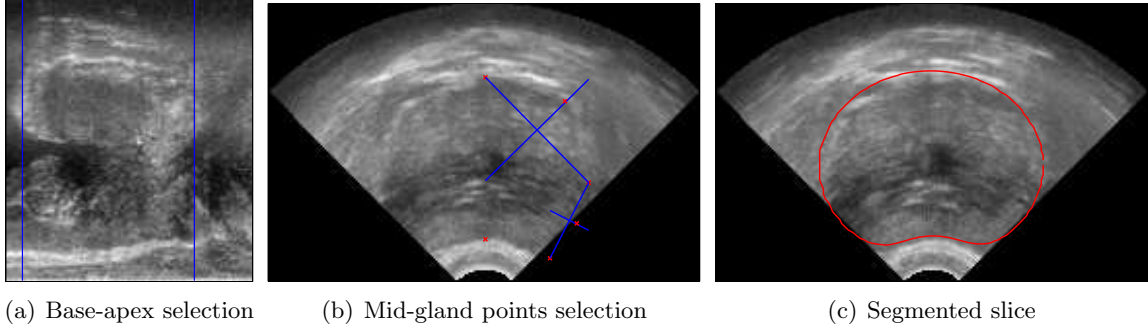 (a) Base-apex selection
(b) Mid-gland points selection
(c) Segmented slice